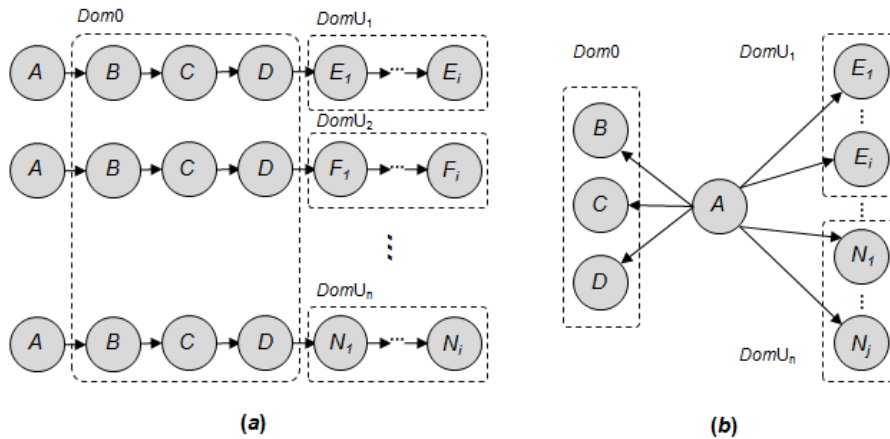 Dom0
DomU1
A B C D E1 ... Ei
DomU2
A B C D F1 ... Fi
⋮
DomUn
A B C D N1 ... Ni
(a)
Dom0
DomU1
E1
⋮
B
Ei
C
A
⋮
N1
D
⋮
Nj
DomUn
(b)